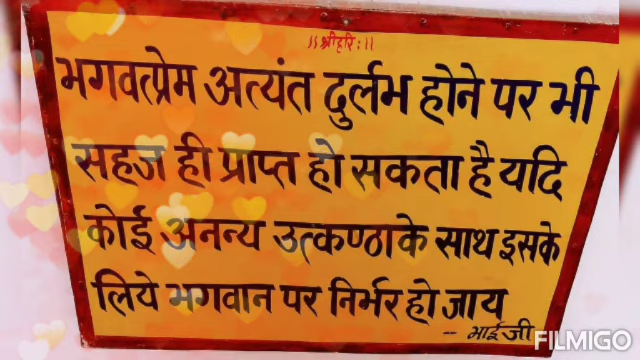 ।।श्रीहरि:।।
भगवत्प्रेम अत्यंत दुर्लभ होने पर भी
सहज ही प्राप्त हो सकता है यदि
कोई अनन्य उत्कण्ठाके साथ इसके
लिये भगवान पर निर्भर हो जाय
- भाईजी
FILMIGO